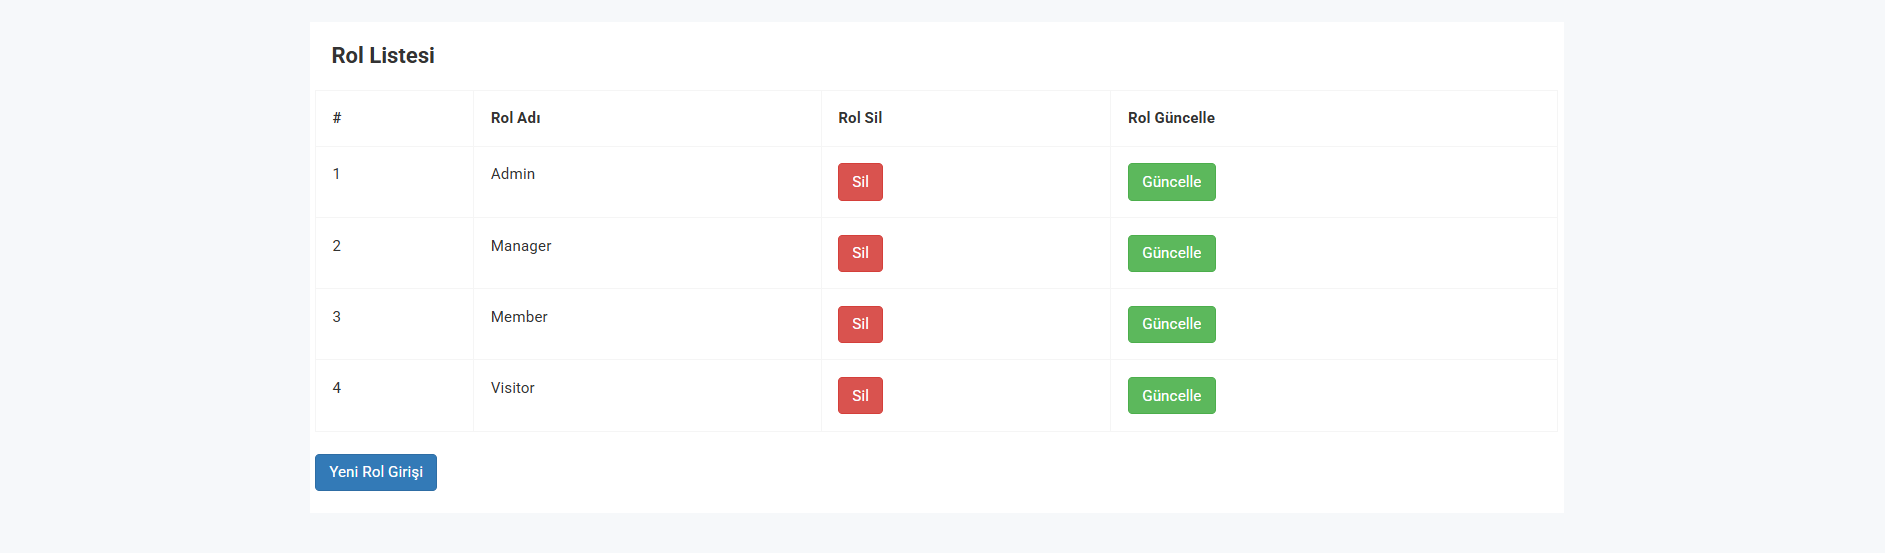 Rol Listesi
# Rol Adı Rol Sil Rol Güncelle
1 Admin Sil Güncelle
2 Manager Sil Güncelle
3 Member Sil Güncelle
4 Visitor Sil Güncelle
Yeni Rol Girişi